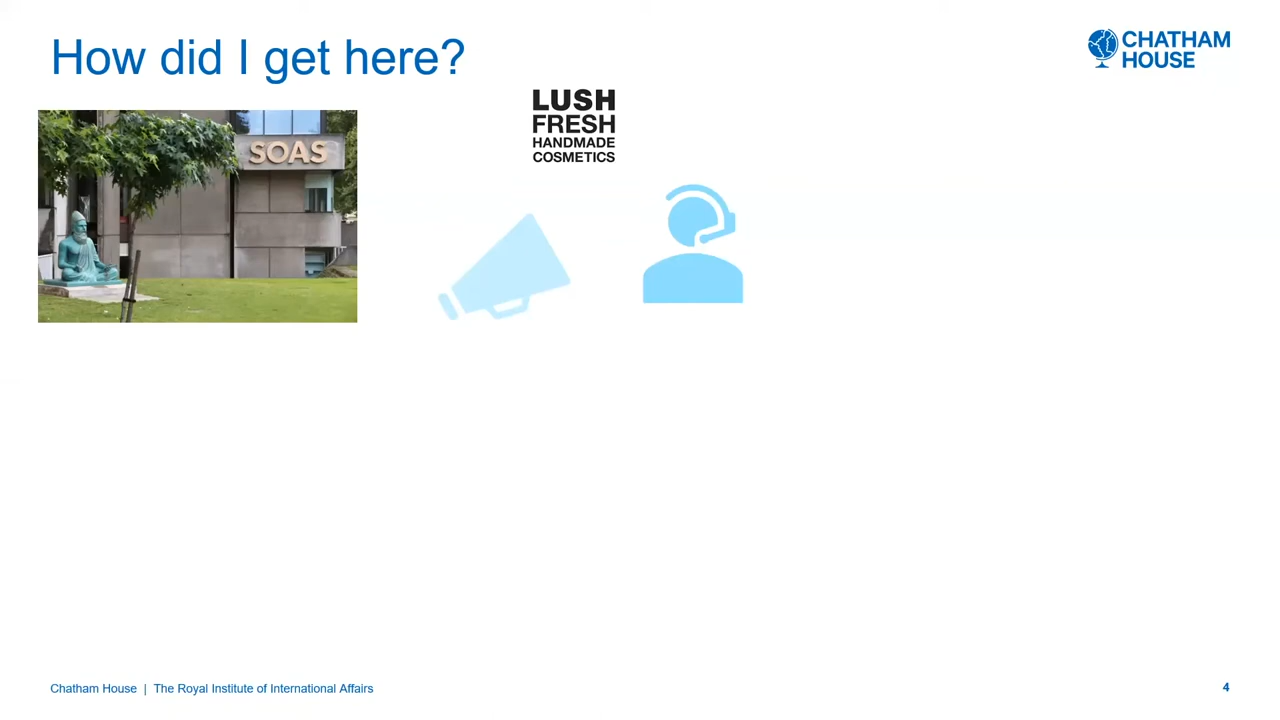 How did I get here?
CHATHAM
HOUSE
LUSH
FRESH
HANDMADE
COSMETICS
SOAS
Chatham House | The Royal Institute of International Affairs
4